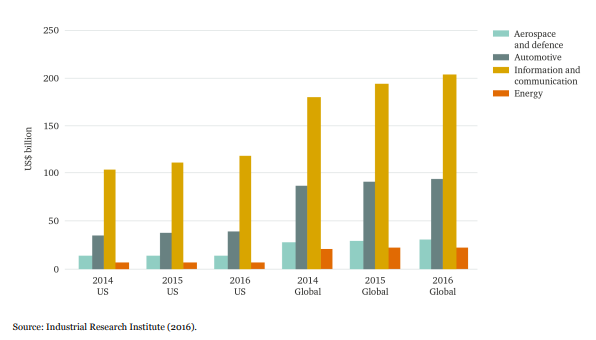 250
200
150
100
50
0
US$ billion
2014
US
2015
US
2016
US
2014
Global
2015
Global
2016
Global
Aerospace
and defence
Automotive
Information and
communication
Energy
Source: Industrial Research Institute (2016).